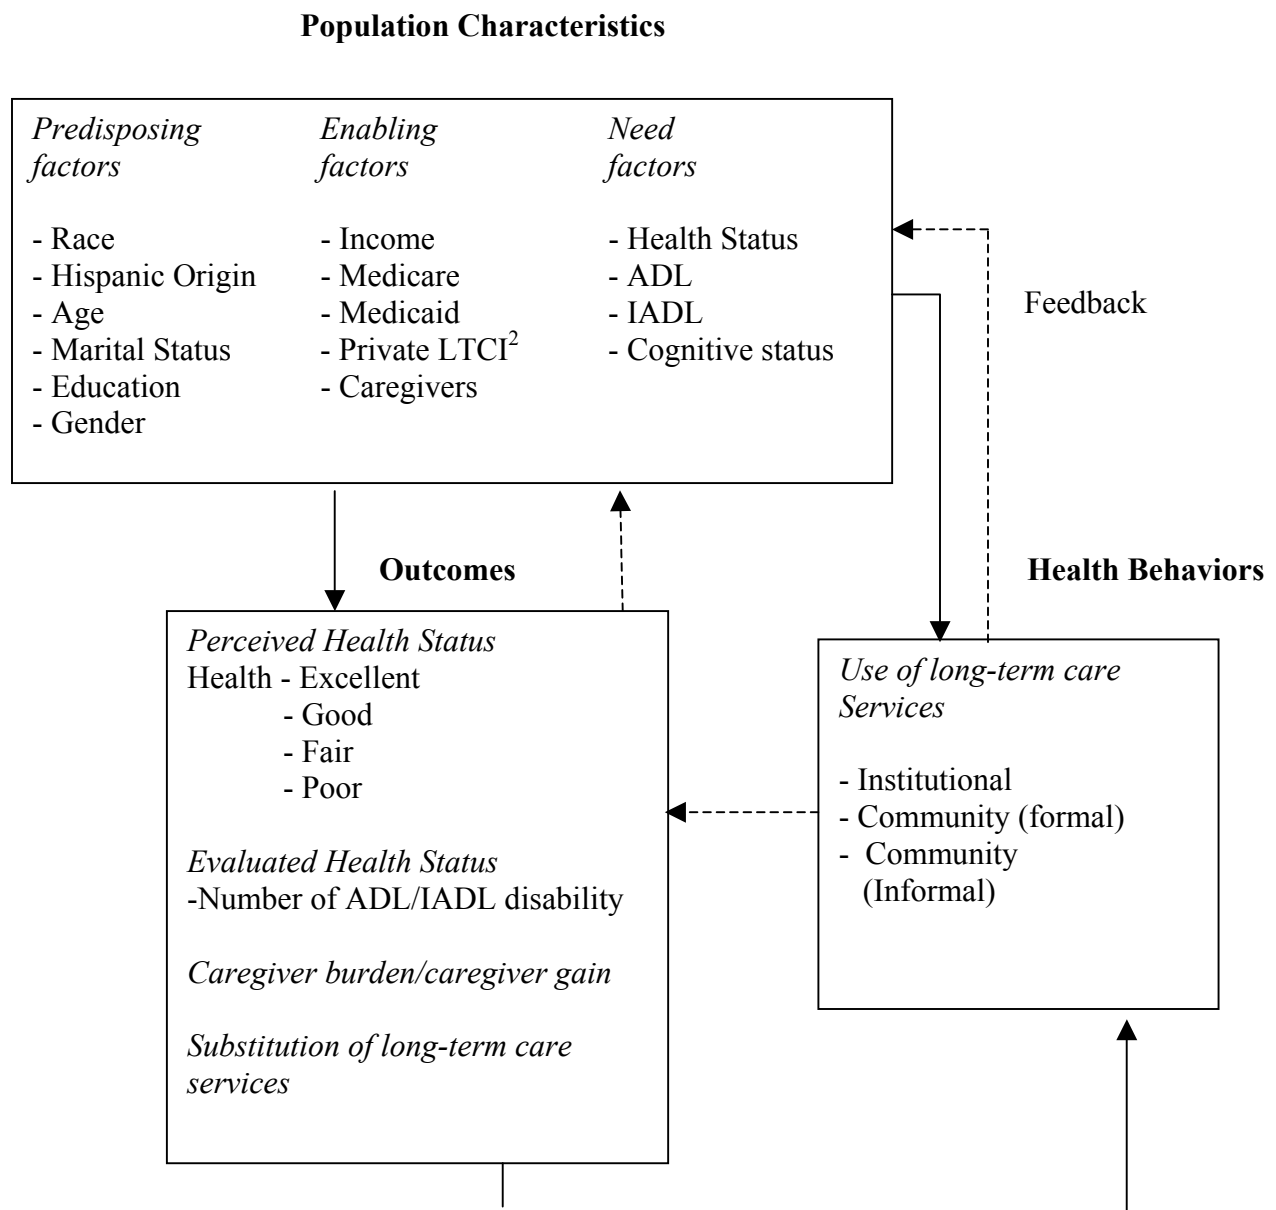 Population Characteristics
Predisposing
factors
- Race
- Hispanic Origin
- Age
- Marital Status
- Education
- Gender
Enabling
factors
- Income
- Medicare
- Medicaid
- Private LTCI²
- Caregivers
Need
factors
- Health Status
- ADL
- IADL
- Cognitive status
Feedback
Outcomes
Perceived Health Status
Health - Excellent
- Good
- Fair
- Poor
Evaluated Health Status
-Number of ADL/IADL disability
Caregiver burden/caregiver gain
Substitution of long-term care
services
Health Behaviors
Use of long-term care
Services
- Institutional
- Community (formal)
- Community
(Informal)